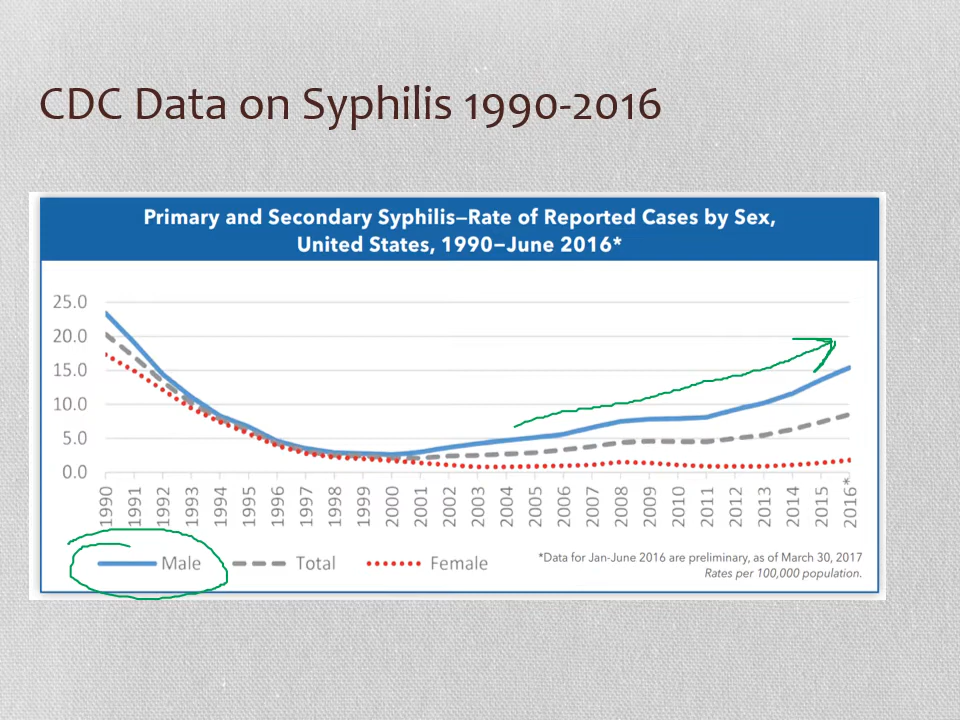 CDC Data on Syphilis 1990-2016
Primary and Secondary Syphilis—Rate of Reported Cases by Sex,
United States, 1990—June 2016*
25.0
20.0
15.0
10.0
5.0
0.0
1990 1991 1992 1993 1994 1995 1996 1997 1998 1999 2000 2001 2002 2003 2004 2005 2006 2007 2008 2009 2010 2011 2012 2013 2014 2015 2016*
Male Total Female
*Data for Jan-June 2016 are preliminary, as of March 30, 2017
Rates per 100,000 population.